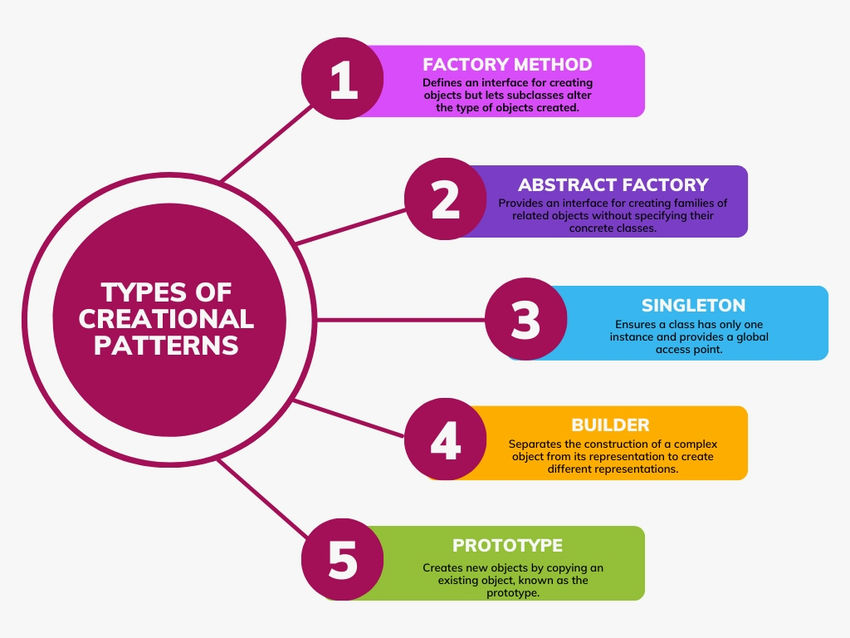 TYPES OF
CREATIONAL
PATTERNS
1
FACTORY METHOD
Defines an interface for creating
objects but lets subclasses alter
the type of objects created.
2
ABSTRACT FACTORY
Provides an interface for creating families of
related objects without specifying their
concrete classes.
3
SINGLETON
Ensures a class has only one
instance and provides a global
access point.
4
BUILDER
Separates the construction of a complex
object from its representation to create
different representations.
5
PROTOTYPE
Creates new objects by copying an
existing object, known as the
prototype.